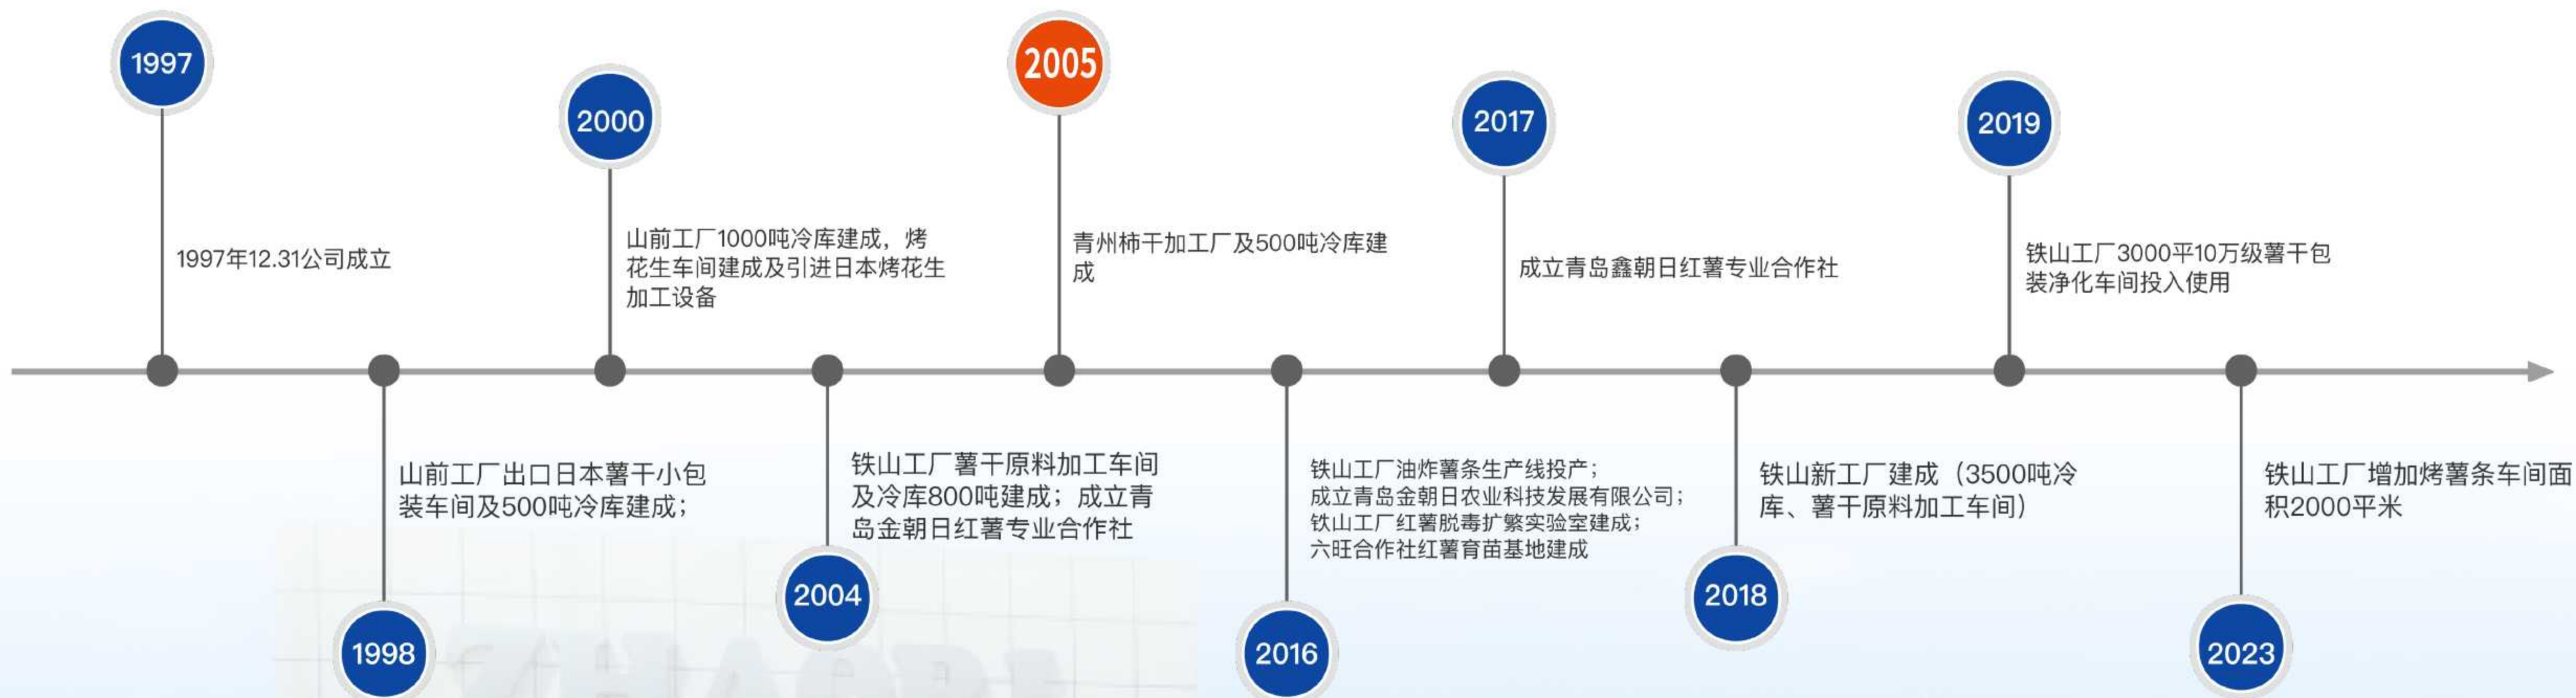 1997
1997年12.31公司成立
1998
山前工厂出口日本薯干小包
装车间及500吨冷库建成；
2000
山前工厂1000吨冷库建成，烤
花生车间建成及引进日本烤花生
加工设备
2004
铁山工厂薯干原料加工车间
及冷库800吨建成；成立青
岛金朝日红薯专业合作社
2005
青州柿干加工厂及500吨冷库建
成
2016
铁山工厂油炸薯条生产线投产；
成立青岛金朝日农业科技发展有限公司；
铁山工厂红薯脱毒扩繁实验室建成；
六旺合作社红薯育苗基地建成
2017
成立青岛鑫朝日红薯专业合作社
2018
铁山新工厂建成（3500吨冷
库、薯干原料加工车间）
2019
铁山工厂3000平10万级薯干包
装净化车间投入使用
2023
铁山工厂增加烤薯条车间面
积2000平米